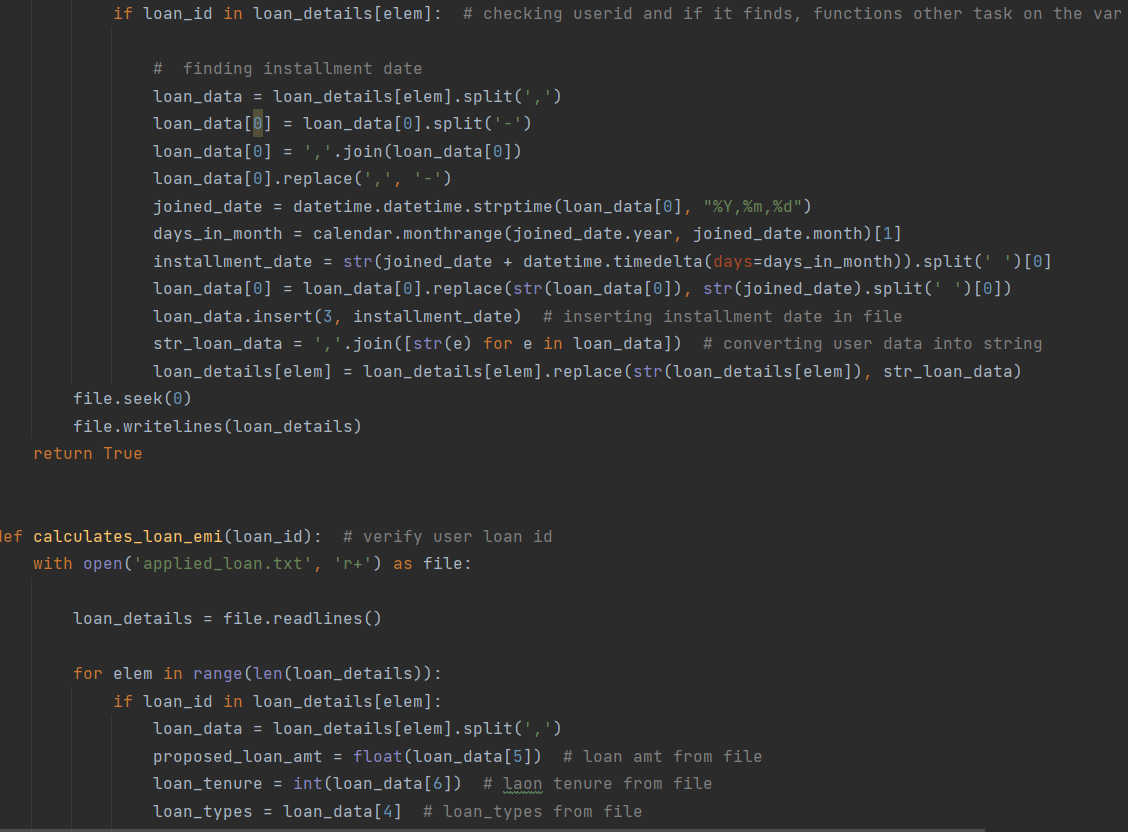 if loan_id in loan_details[elem]:  # checking userid and if it finds, functions other task on the var
#  finding installment date
loan_data = loan_details[elem].split(',')
loan_data[0] = loan_data[0].split('-')
loan_data[0] = ','.join(loan_data[0])
loan_data[0].replace(',', '-')
joined_date = datetime.datetime.strptime(loan_data[0], "%Y,%m,%d")
days_in_month = calendar.monthrange(joined_date.year, joined_date.month)[1]
installment_date = str(joined_date + datetime.timedelta(days=days_in_month)).split(' ')[0]
loan_data[0] = loan_data[0].replace(str(loan_data[0]), str(joined_date).split(' ')[0])
loan_data.insert(3, installment_date)  # inserting installment date in file
str_loan_data = ','.join([str(e) for e in loan_data])  # converting user data into string
loan_details[elem] = loan_details[elem].replace(str(loan_details[elem]), str_loan_data)
file.seek(0)
file.writelines(loan_details)
return True
def calculates_loan_emi(loan_id):  # verify user loan id
with open('applied_loan.txt', 'r+') as file:
loan_details = file.readlines()
for elem in range(len(loan_details)):
if loan_id in loan_details[elem]:
loan_data = loan_details[elem].split(',')
proposed_loan_amt = float(loan_data[5])  # loan amt from file
loan_tenure = int(loan_data[6])  # laon tenure from file
loan_types = loan_data[4]  # loan_types from file